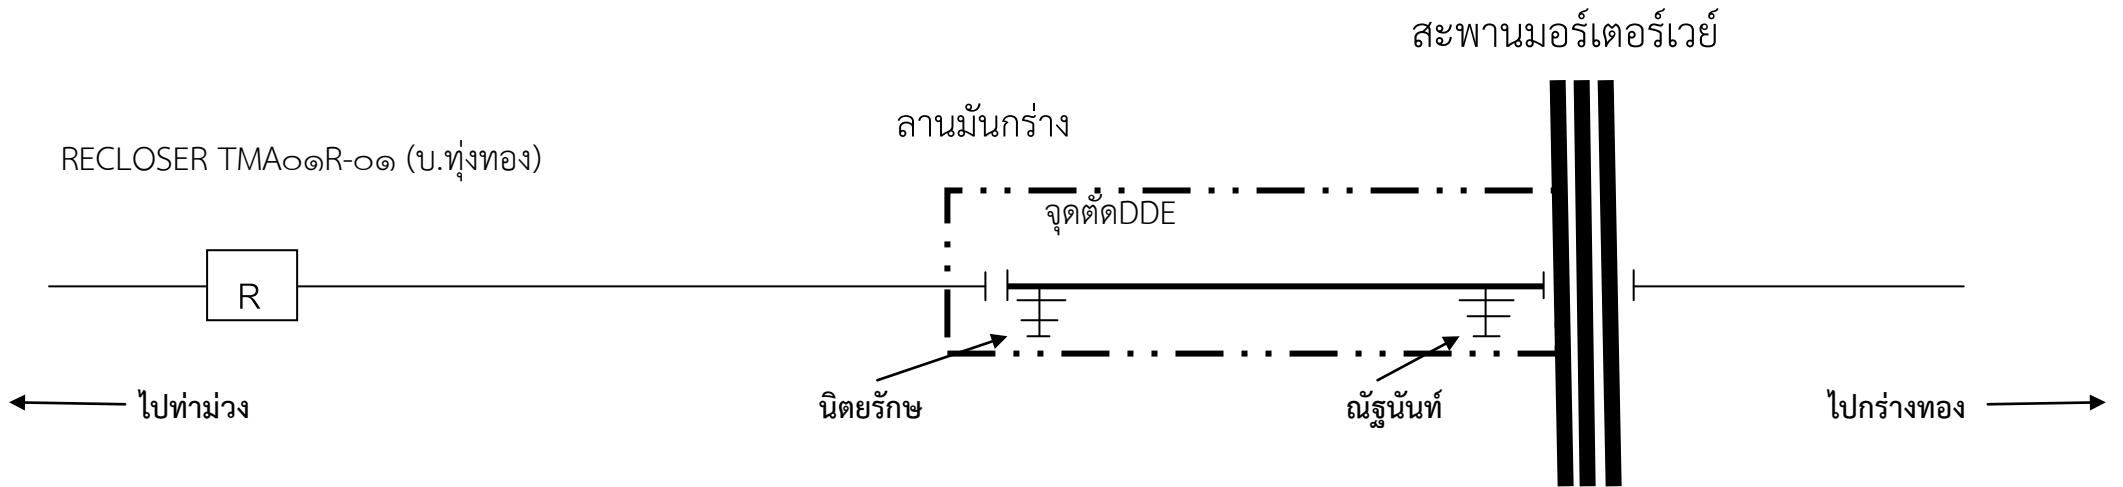 สะพานมอร์เตอร์เวย์
ลานมันกร่าง
RECLOSER TMA๐๑R-๐๑ (บ.ทุ่งทอง)
จุดตัดDDE
R
นิตยรักษ
ณัฐนันท์
ไปท่าม่วง
ไปกร่างทอง